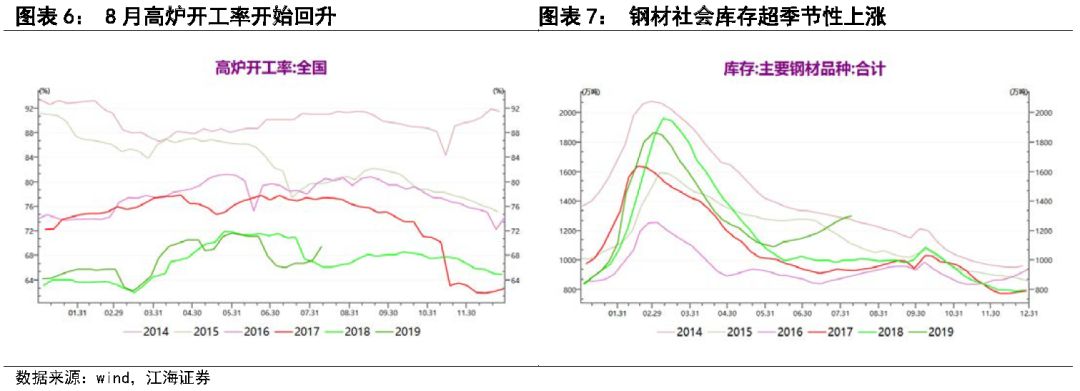 图表 6： 8 月高炉开工率开始回升
高炉开工率:全国
(%) (%)
92 92
88 88
84 84
80 80
76 76
72 72
68 68
64 64
01.31 02.29 03.31 04.30 05.31 06.30 07.31 08.31 09.30 10.31 11.30
2014 2015 2016 2017 2018 2019
图表 7： 钢材社会库存超季节性上涨
库存:主要钢材品种:合计
(万吨) (万吨)
2000 2000
1800 1800
1600 1600
1400 1400
1200 1200
1000 1000
800 800
01.31 02.29 03.31 04.30 05.31 06.30 07.31 08.31 09.30 10.31 11.30 12.31
2014 2015 2016 2017 2018 2019
数据来源：wind，江海证券